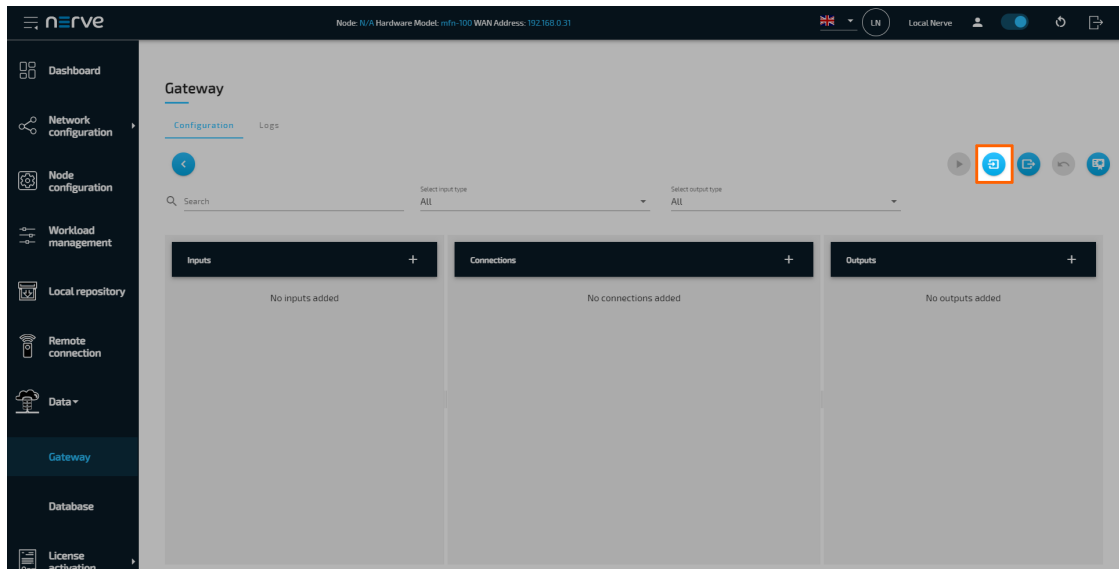 nerve
Node: N/A Hardware Model: mfn-100 WAN Address: 192.168.0.31
LN
Local Nerve
Dashboard
Network
configuration
Node
configuration
Workload
management
Local repository
Remote
connection
Data
Gateway
Database
License
activation
Gateway
Configuration
Logs
Search
Select input type
All
Select output type
All
Inputs +
Connections +
Outputs +
No inputs added
No connections added
No outputs added